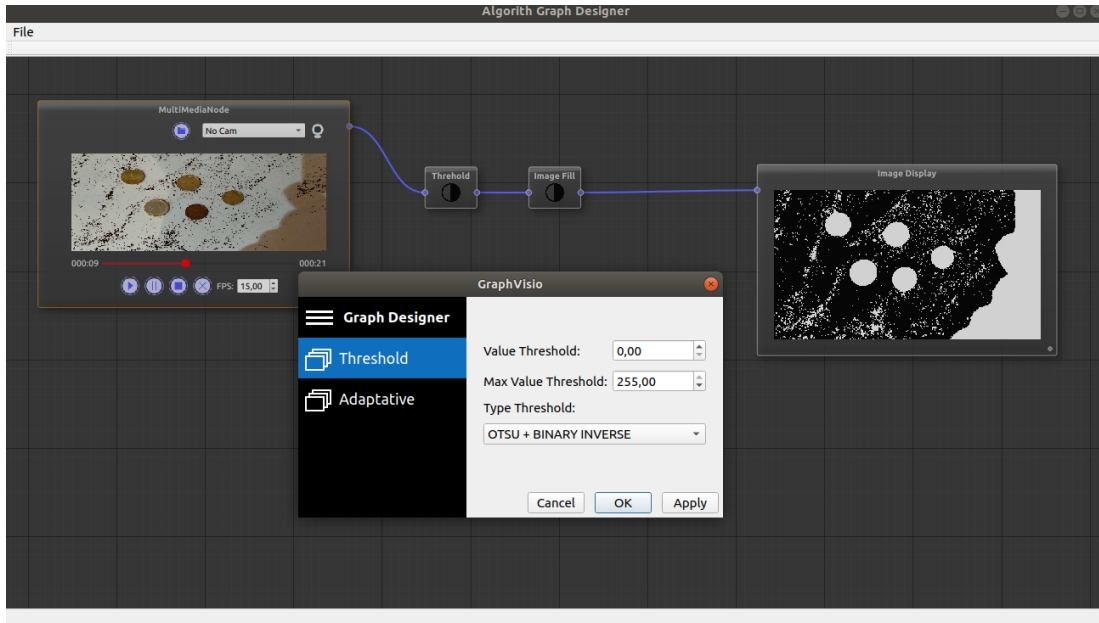 Algorith Graph Designer
File
MultiMediaNode
No Cam
000:09
000:21
FPS: 15,00
Threhold
Image Fill
Image Display
GraphVisio
Graph Designer
Threshold
Adaptative
Value Threshold: 0,00
Max Value Threshold: 255,00
Type Threshold:
OTSU + BINARY INVERSE
Cancel OK Apply